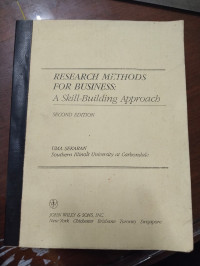 RESEARCH METHODS
FOR BUSINESS:
A Skill-Building Approach
SECOND EDITION
UMA SEKARAN
Southern Illinois University at Carbondale
JOHN WILEY & SONS, INC.
New York Chichester Brisbane Toronto Singapore